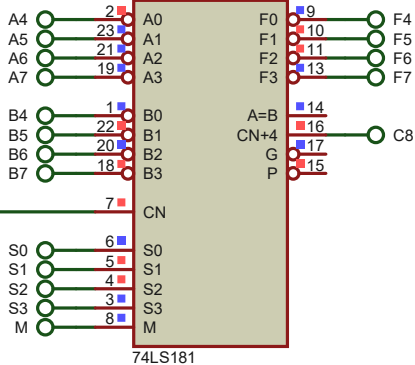 A4 2 A0 F0 9 F4
A5 23 A1 F1 10 F5
A6 21 A2 F2 11 F6
A7 19 A3 F3 13 F7
B4 1 B0 A=B 14
B5 22 B1 CN+4 16 C8
B6 20 B2 G 17
B7 18 B3 P 15
7 CN
S0 6 S0
S1 5 S1
S2 4 S2
S3 3 S3
M 8 M
74LS181